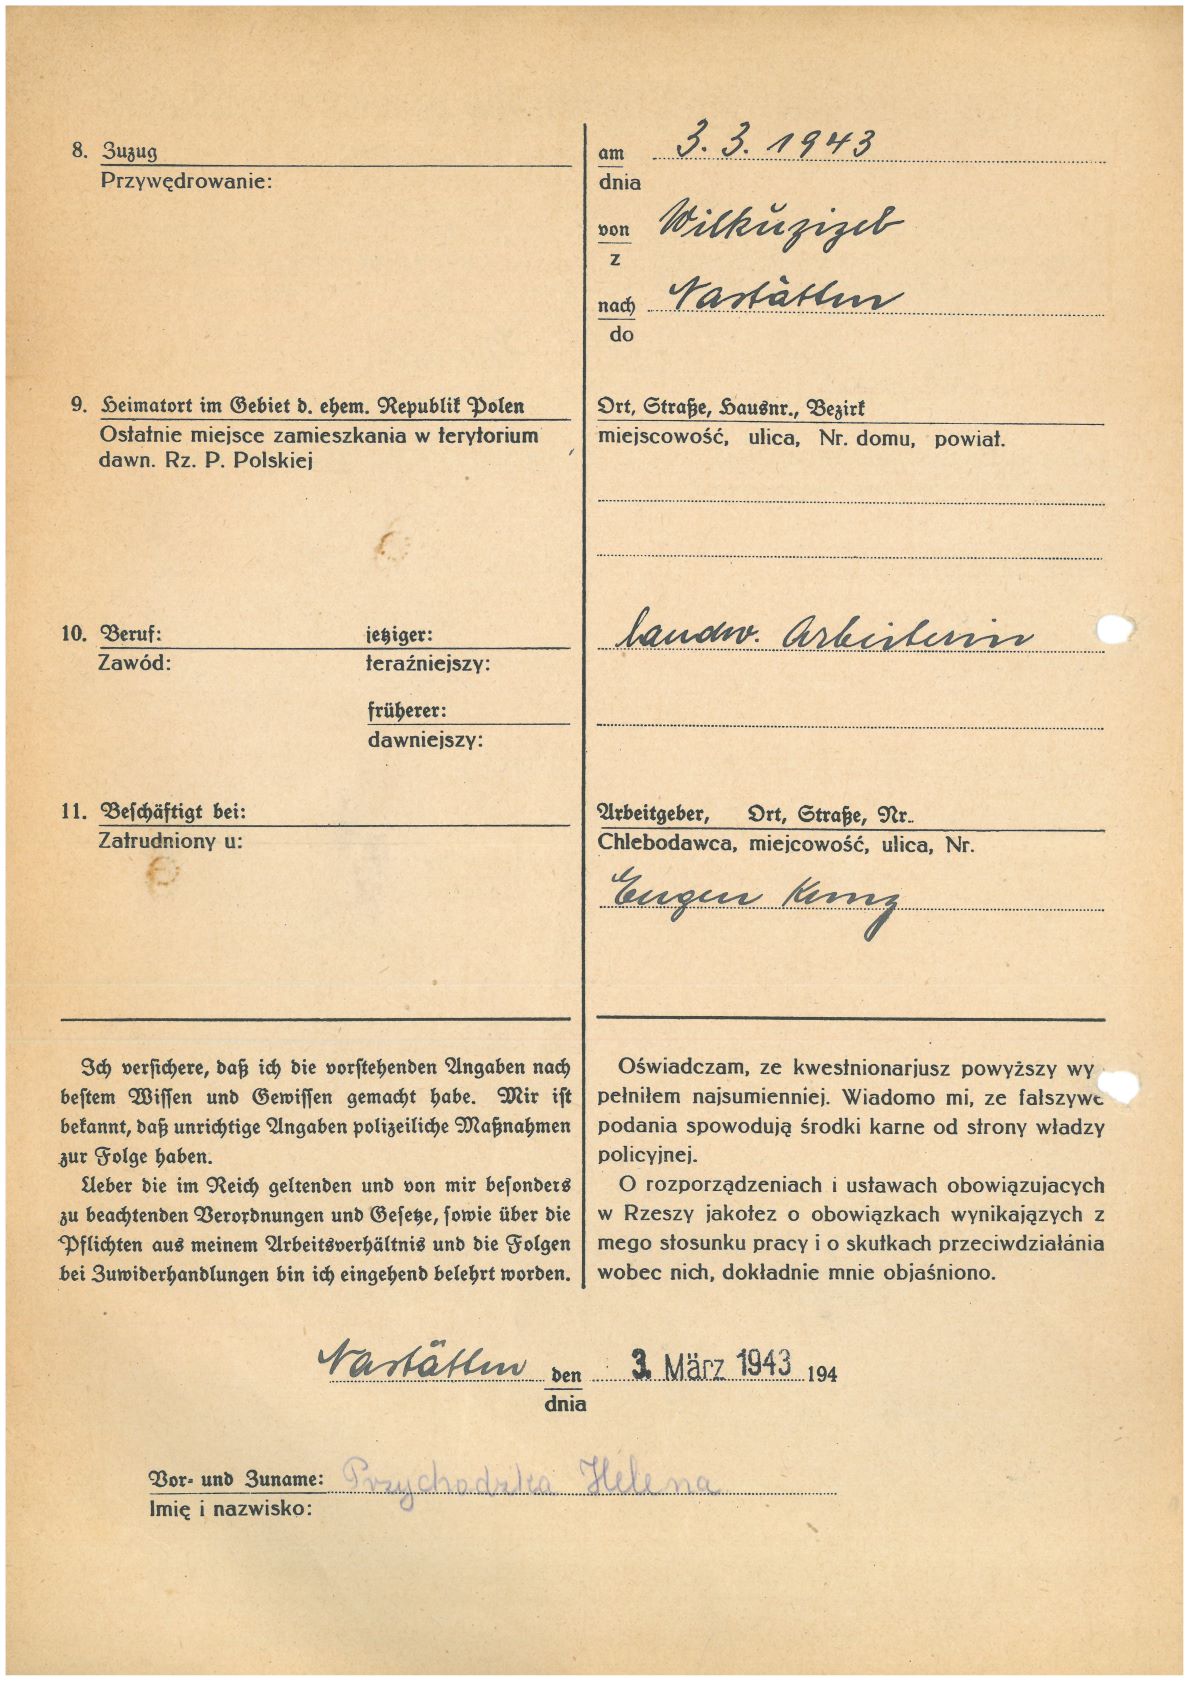 8. Zuzug
Przywędrowanie:
am 3. 3. 1943
dnia
von
z
nach Nastätten
do
9. Heimatort im Gebiet d. ehem. Republik Polen
Ostatnie miejsce zamieszkania w terytorium
dawn. Rz. P. Polskiej
Ort, Straße, Hausnr., Bezirk
miejscowość, ulica, Nr. domu, powiat.
10. Beruf: jetziger:
Zawód: teraźniejszy:
landw. Arbeiterin
früherer:
dawniejszy:
11. Beschäftigt bei:
Zatrudniony u:
Arbeitgeber, Ort, Straße, Nr.
Chlebodawca, miejcowość, ulica, Nr.
Eugen Kunz
Ich versichere, daß ich die vorstehenden Angaben nach
bestem Wissen und Gewissen gemacht habe. Mir ist
bekannt, daß unrichtige Angaben polizeiliche Maßnahmen
zur Folge haben.
Ueber die im Reich geltenden und von mir besonders
zu beachtenden Verordnungen und Gesetze, sowie über die
Pflichten aus meinem Arbeitsverhältnis und die Folgen
bei Zuwiderhandlungen bin ich eingehend belehrt worden.
Oświadczam, ze kwestnionarjusz powyższy wy
pełniłem najsumienniej. Wiadomo mi, ze fałszywe
podania spowodują środki karne od strony władzy
policyjnej.
O rozporządzeniach i ustawach obowiązujacych
w Rzeszy jakotez o obowiązkach wynikających z
mego stosunku pracy i o skutkach przeciwdziałánia
wobec nich, dokładnie mnie objaśniono.
Nastätten den 3. März 1943 194
dnia
Vor- und Zuname: Przychodzka Helena
Imię i nazwisko: